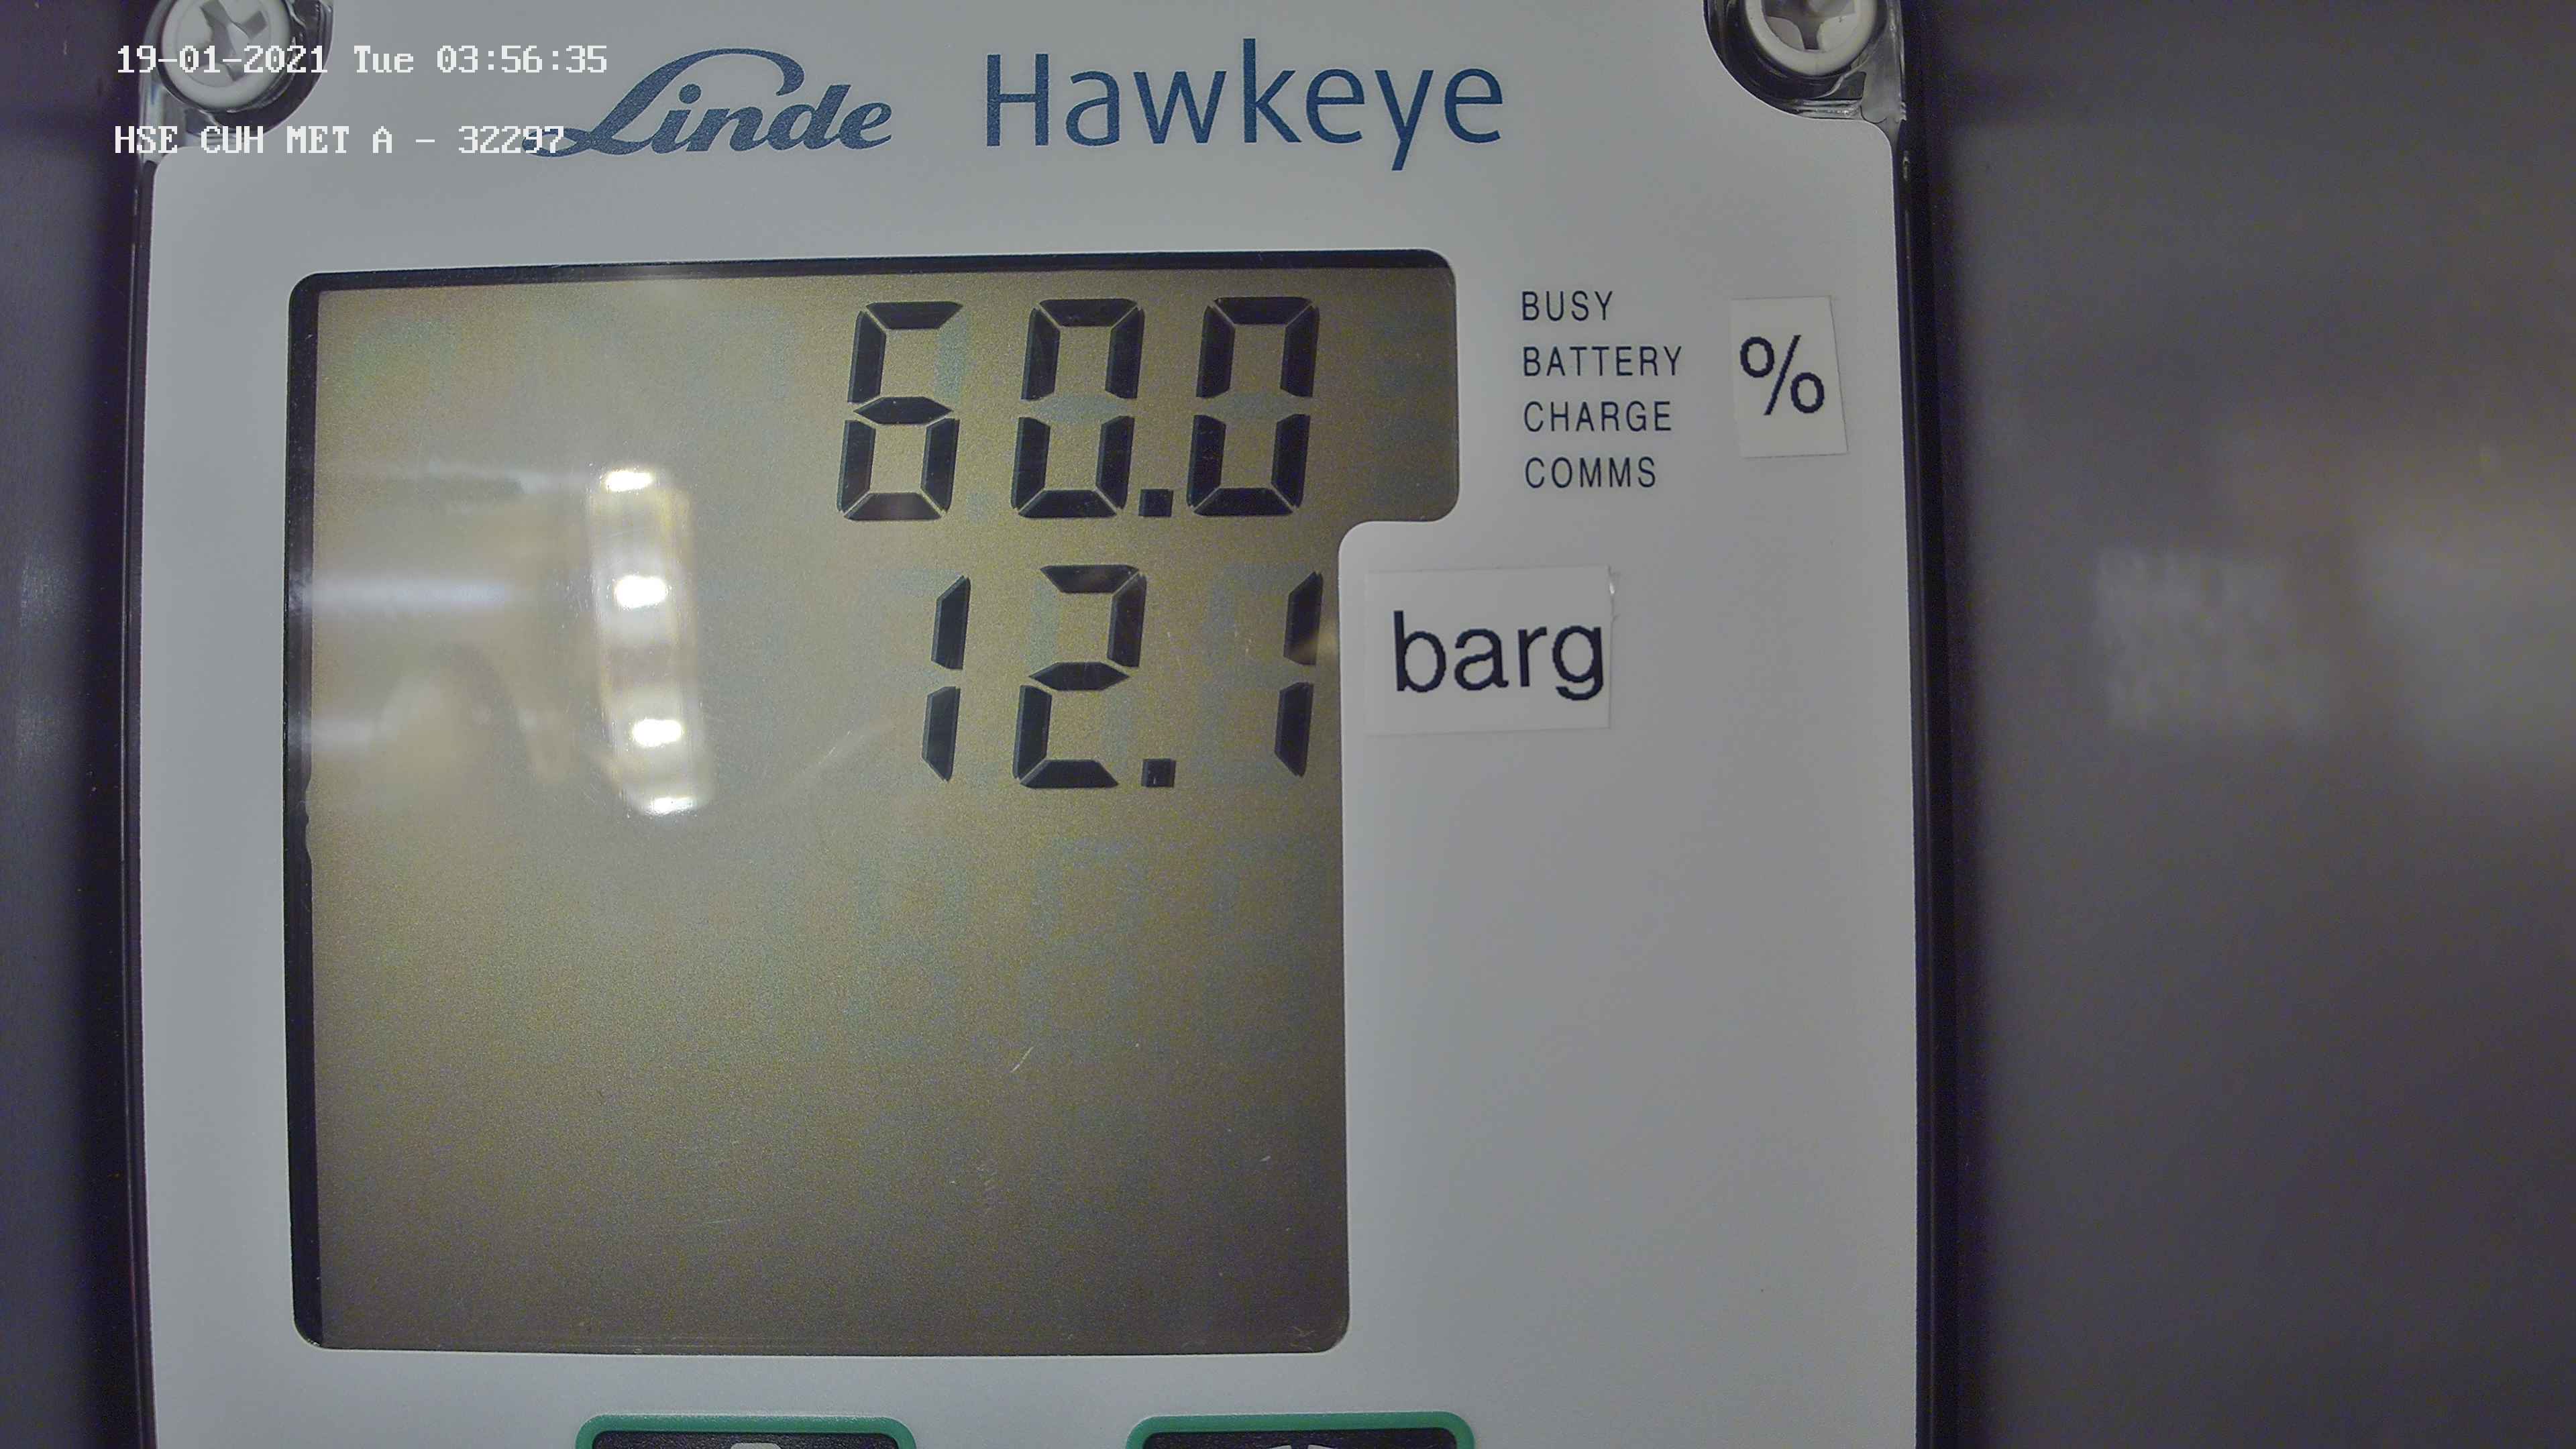 19-01-2021 Tue 03:56:35
HSE CUH MET A - 32297
Linde Hawkeye
60.0
BUSY
BATTERY
CHARGE
COMMS
%
12.1
barg